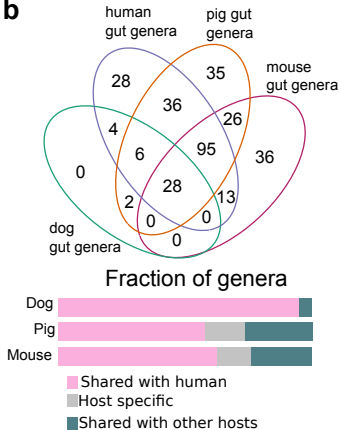 b
human
gut genera
pig gut
genera
mouse
gut genera
28
35
36
26
4
95
36
6
0
28
13
2
0
0
0
dog
gut genera
Fraction of genera
Dog
Pig
Mouse
Shared with human
Host specific
Shared with other hosts